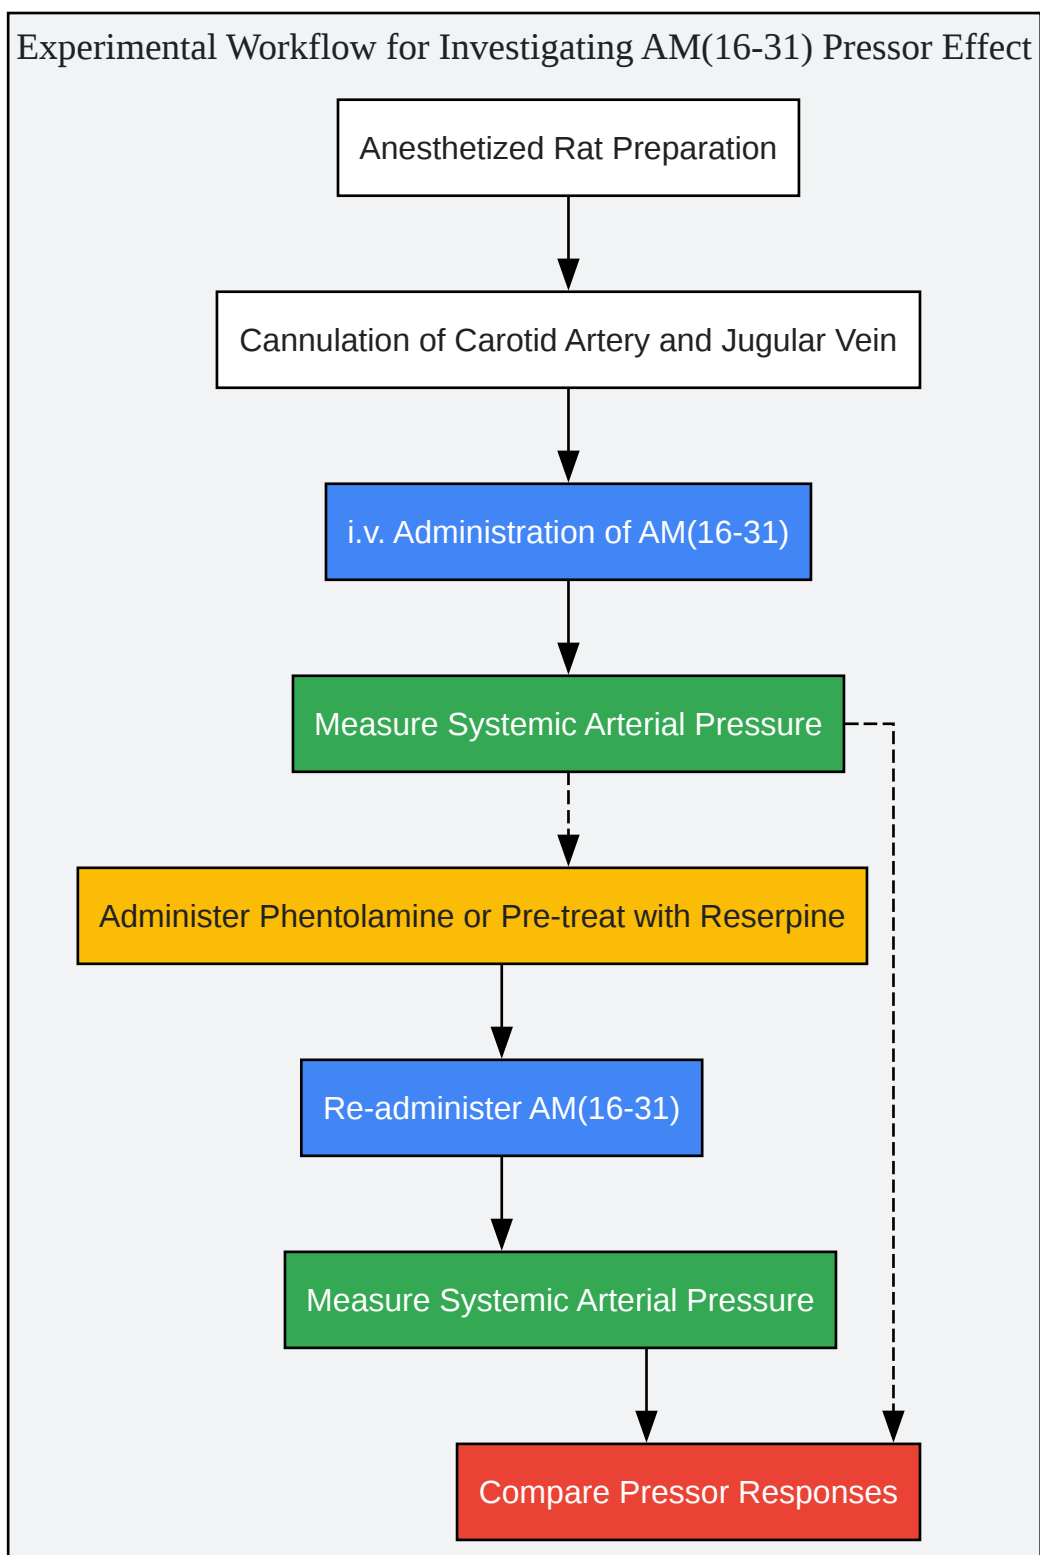 Experimental Workflow for Investigating AM(16-31) Pressor Effect
Anesthetized Rat Preparation
Cannulation of Carotid Artery and Jugular Vein
i.v. Administration of AM(16-31)
Measure Systemic Arterial Pressure
Administer Phentolamine or Pre-treat with Reserpine
Re-administer AM(16-31)
Measure Systemic Arterial Pressure
Compare Pressor Responses